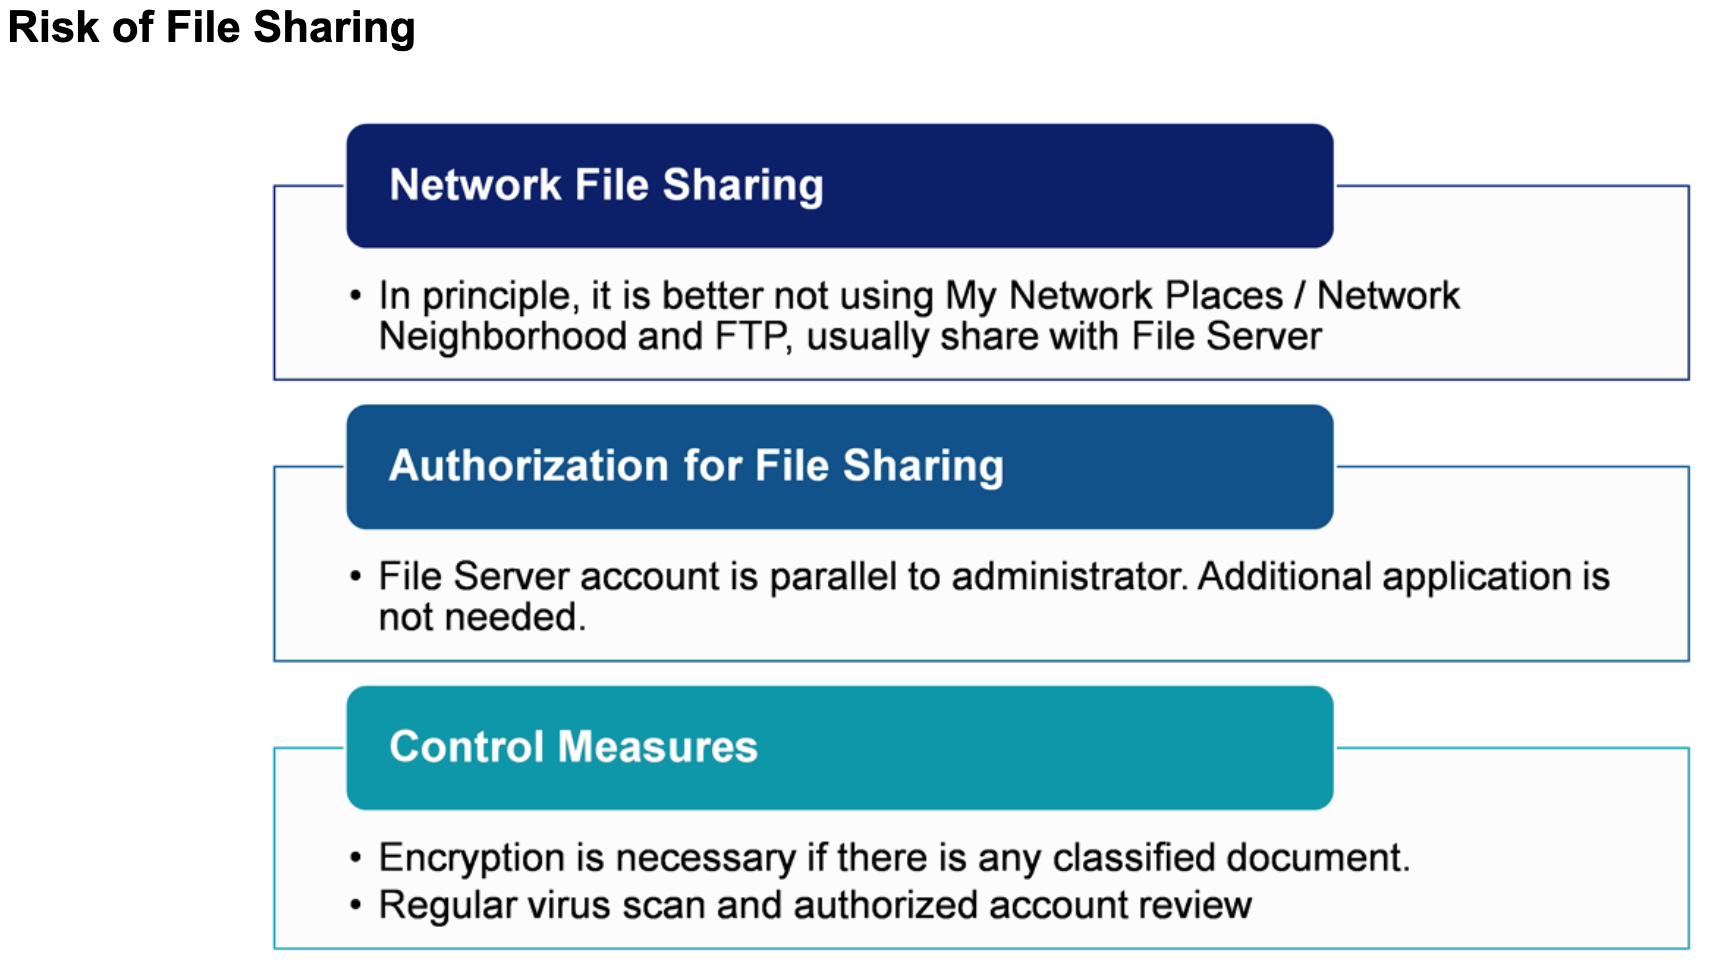 Risk of File Sharing
Network File Sharing
• In principle, it is better not using My Network Places / Network
Neighborhood and FTP, usually share with File Server
Authorization for File Sharing
• File Server account is parallel to administrator. Additional application is
not needed.
Control Measures
• Encryption is necessary if there is any classified document.
• Regular virus scan and authorized account review